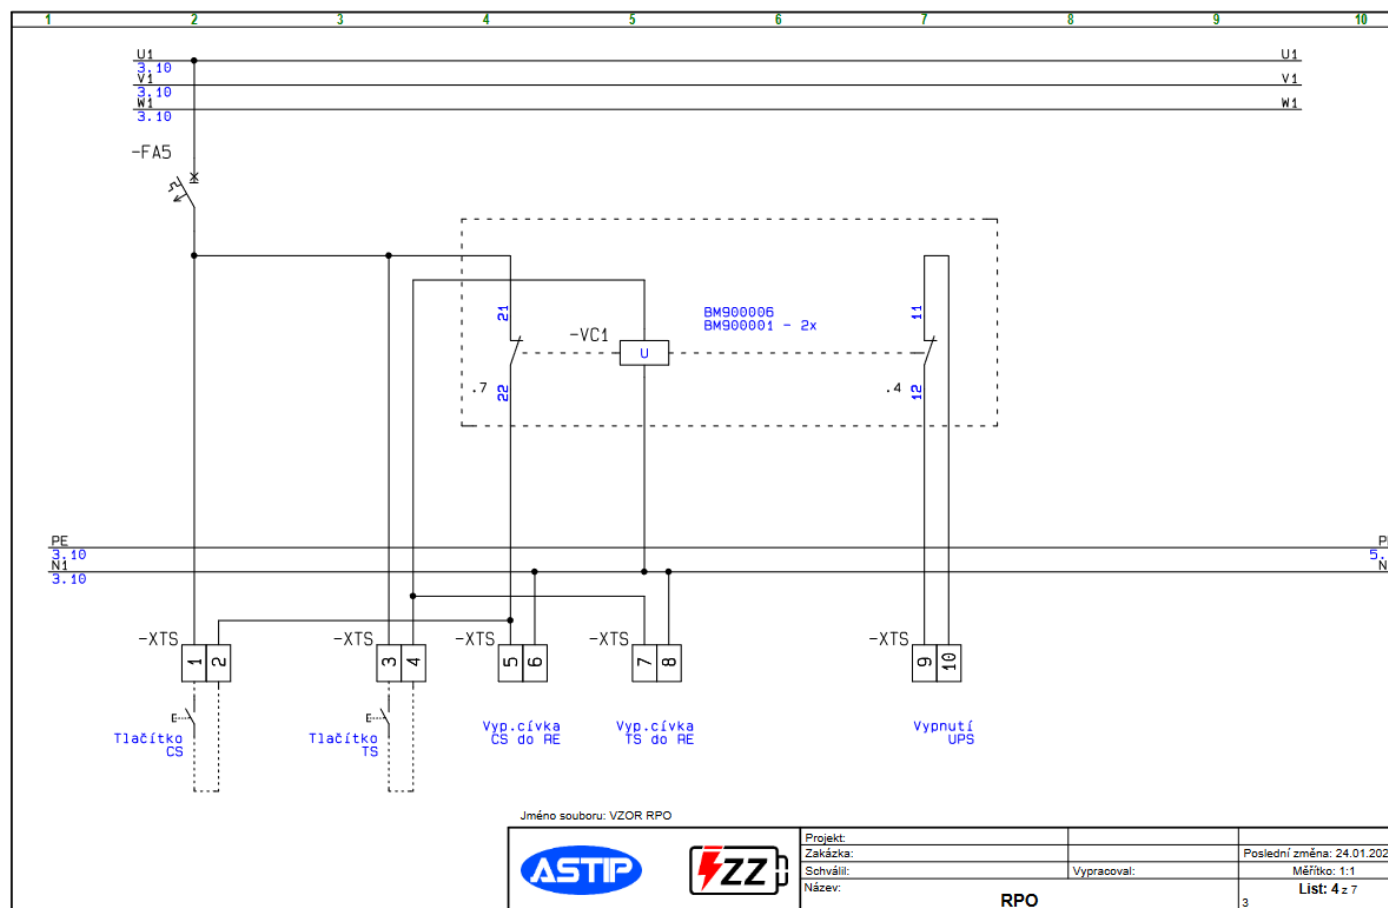 1 2 3 4 5 6 7 8 9 10
U1 U1
3.10
V1 V1
3.10
W1 W1
3.10
-FA5
21
BM900006
BM900001 - 2x
11
-VC1
U
.7
22
.4
12
PE
3.10
5.
N1
3.10
-XTS -XTS -XTS -XTS -XTS
1 2 3 4 5 6 7 8 9 10
Tlačítko
CS
Tlačítko
TS
Vyp.cívka
CS do RE
Vyp.cívka
TS do RE
Vypnutí
UPS
Jméno souboru: VZOR RPO
ASTIP
ZZ
Projekt:
Zakázka:
Poslední změna: 24.01.202
Schválil:
Vypracoval:
Měřítko: 1:1
Název:
RPO
List: 4 z 7
3